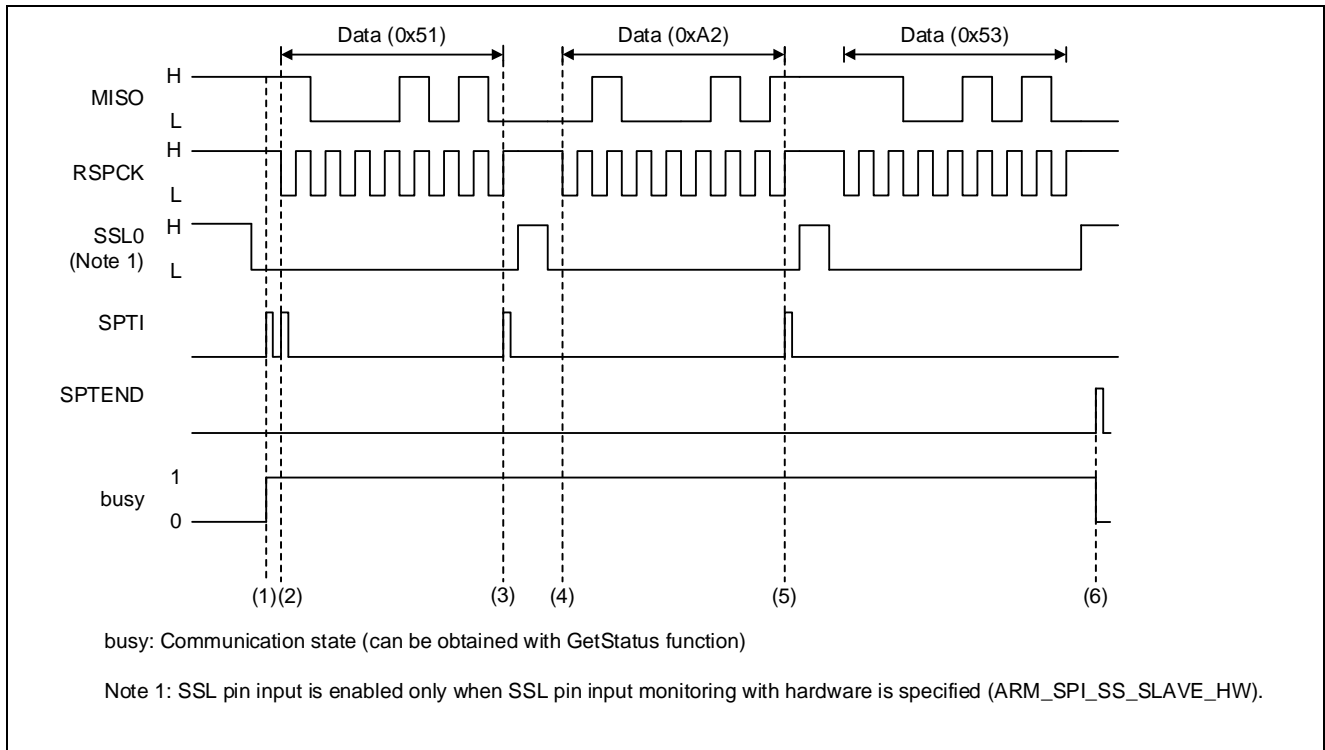 Data (0x51) Data (0xA2) Data (0x53)
H
MISO
L
H
RSPCK
L
H
SSL0
(Note 1)
L
SPTI
SPTEND
1
busy
0
(1) (2) (3) (4) (5) (6)
busy: Communication state (can be obtained with GetStatus function)
Note 1: SSL pin input is enabled only when SSL pin input monitoring with hardware is specified (ARM_SPI_SS_SLAVE_HW).